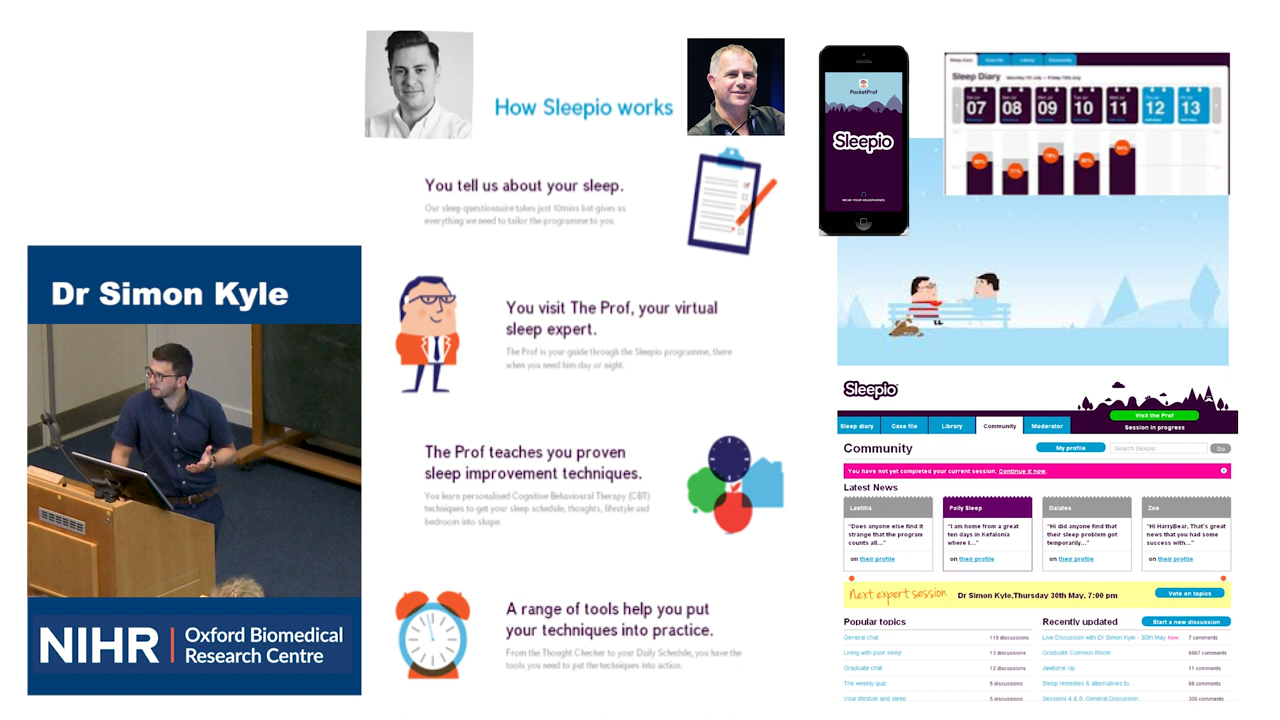 Dr Simon Kyle
NIHR | Oxford Biomedical
Research Centre
How Sleepio works
You tell us about your sleep.
Our sleep questionnaire takes just 10mins but gives us
everything we need to tailor the programme to you.
You visit The Prof, your virtual
sleep expert.
The Prof is your guide through the Sleepio programme, there
when you need him day or night.
The Prof teaches you proven
sleep improvement techniques.
You learn personalised Cognitive Behavioural Therapy (CBT)
techniques to get your sleep schedule, thoughts, lifestyle and
bedroom into shape.
A range of tools help you put
your techniques into practice.
From the Thought Checker to your Daily Schedule, you have the
tools you need to put the techniques into action.
PocketProf
Sleepio
WEAR YOUR HEADPHONES
Sleep diary Case file Library Community
Sleep Diary
07 08 09 10 11 12 13
Sleepio
Visit the Prof
Session in progress
Sleep diary Case file Library Community Moderator
Community My profile Search Sleepio Go
You have not yet completed your current session. Continue it now.
Latest News
Laetitia Polly Sleep Galatea Zoe
"Does anyone else find it
strange that the program
counts all..."
on their profile
"I am home from a great
ten days in Kefalonia
where I..."
on their profile
"Hi did anyone find that
their sleep problem got
temporarily..."
on their profile
"Hi HarryBear, That's great
news that you had some
success with..."
on their profile
Next expert session Dr Simon Kyle,Thursday 30th May, 7:00 pm Vote on topics
Popular topics
General chat 119 discussions
Living with poor sleep 13 discussions
Graduate chat 12 discussions
The weekly quiz 5 discussions
Your lifestyle and sleep 5 discussions
Recently updated Start a new discussion
Live Discussion with Dr Simon Kyle - 30th May New 7 comments
Graduate Common Room 6667 comments
Jawbone Up 11 comments
Sleep remedies & alternatives to... 66 comments
Sessions 4 & 5: General Discussion 300 comments